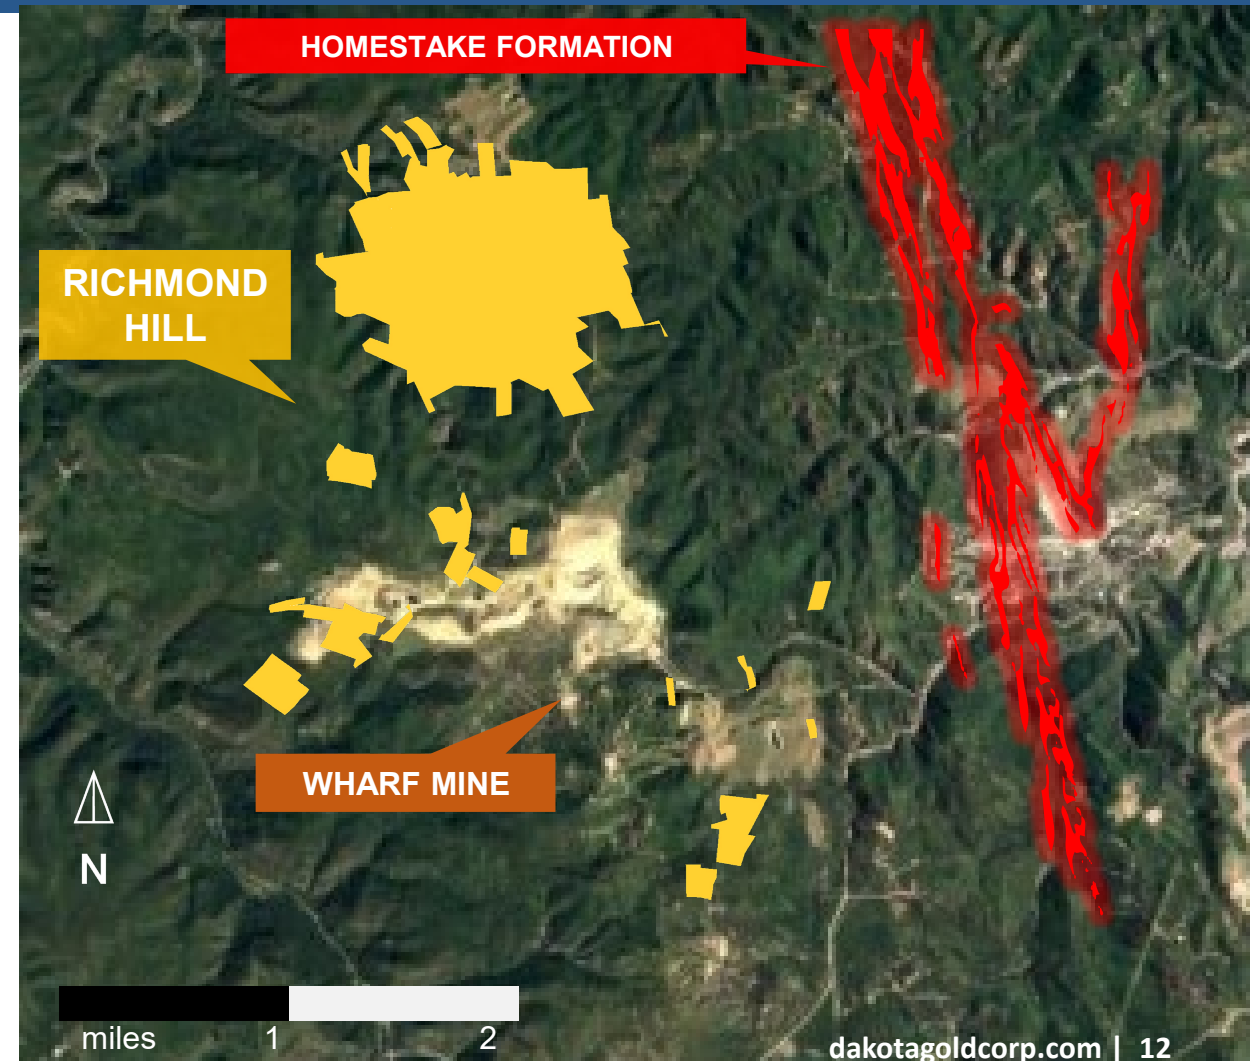 HOMESTAKE FORMATION
RICHMOND
HILL
WHARF MINE
N
miles 1 2
dakotagoldcorp.com | 12